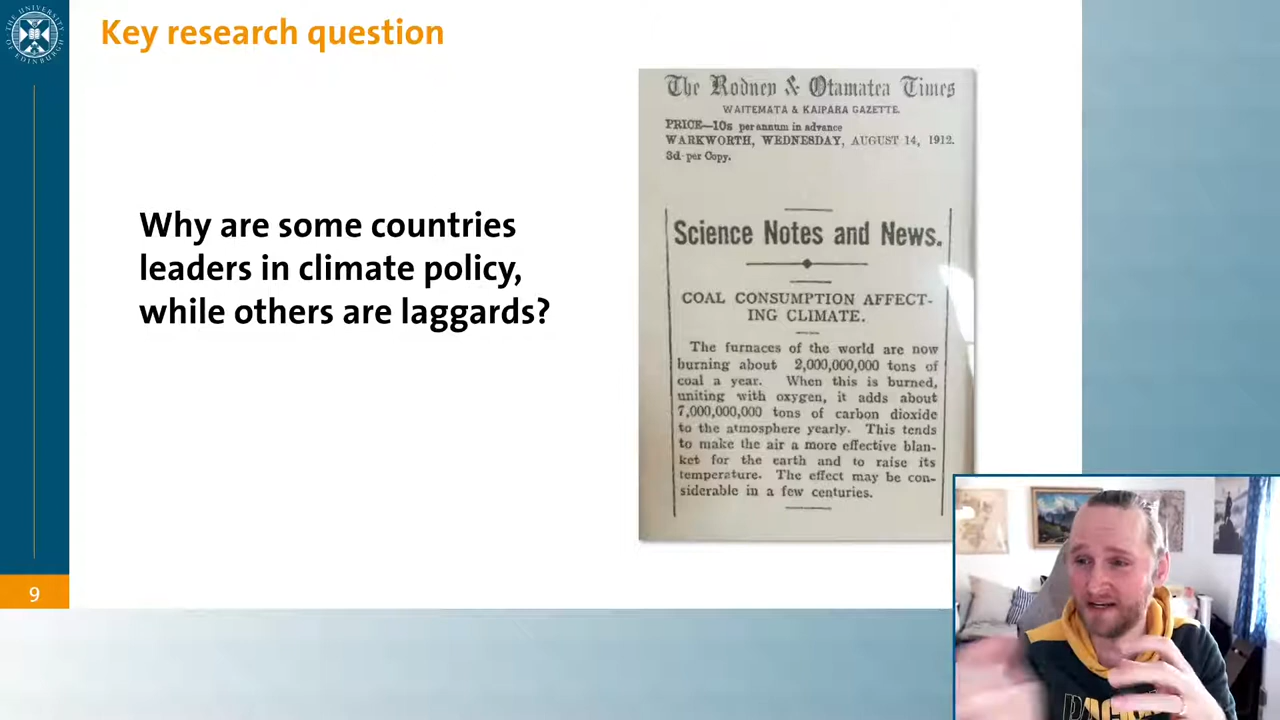 THE UNIVERSITY OF EDINBURGH
Key research question
Why are some countries
leaders in climate policy,
while others are laggards?
The Rodney & Otamatea Times
WAITEMATA & KAIPARA GAZETTE.
PRICE—10s per annum in advance
WARKWORTH, WEDNESDAY, AUGUST 14, 1912.
3d per Copy.
Science Notes and News.
COAL CONSUMPTION AFFECT-
ING CLIMATE.
The furnaces of the world are now
burning about 2,000,000,000 tons of
coal a year. When this is burned,
uniting with oxygen, it adds about
7,000,000,000 tons of carbon dioxide
to the atmosphere yearly. This tends
to make the air a more effective blan-
ket for the earth and to raise its
temperature. The effect may be con-
siderable in a few centuries.
9